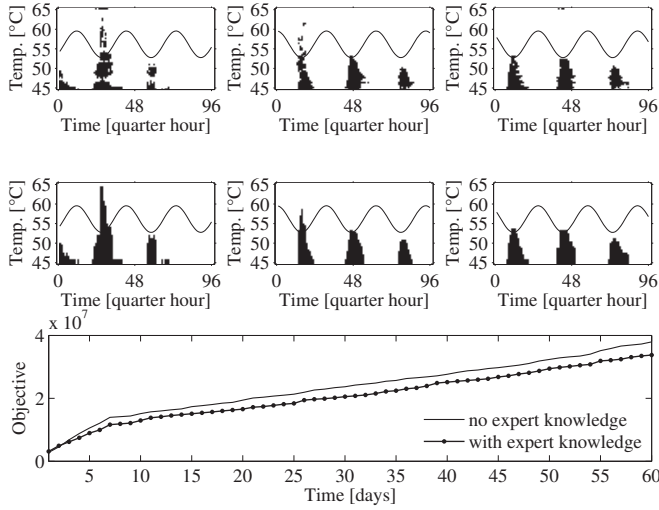 65
60
55
50
45
Temp. [°C]
0 48 96
Time [quarter hour]
65
60
55
50
45
Temp. [°C]
0 48 96
Time [quarter hour]
65
60
55
50
45
Temp. [°C]
0 48 96
Time [quarter hour]
65
60
55
50
45
Temp. [°C]
0 48 96
Time [quarter hour]
65
60
55
50
45
Temp. [°C]
0 48 96
Time [quarter hour]
65
60
55
50
45
Temp. [°C]
0 48 96
Time [quarter hour]
x 10⁷
4
2
0
Objective
no expert knowledge
with expert knowledge
5 10 15 20 25 30 35 40 45 50 55 60
Time [days]